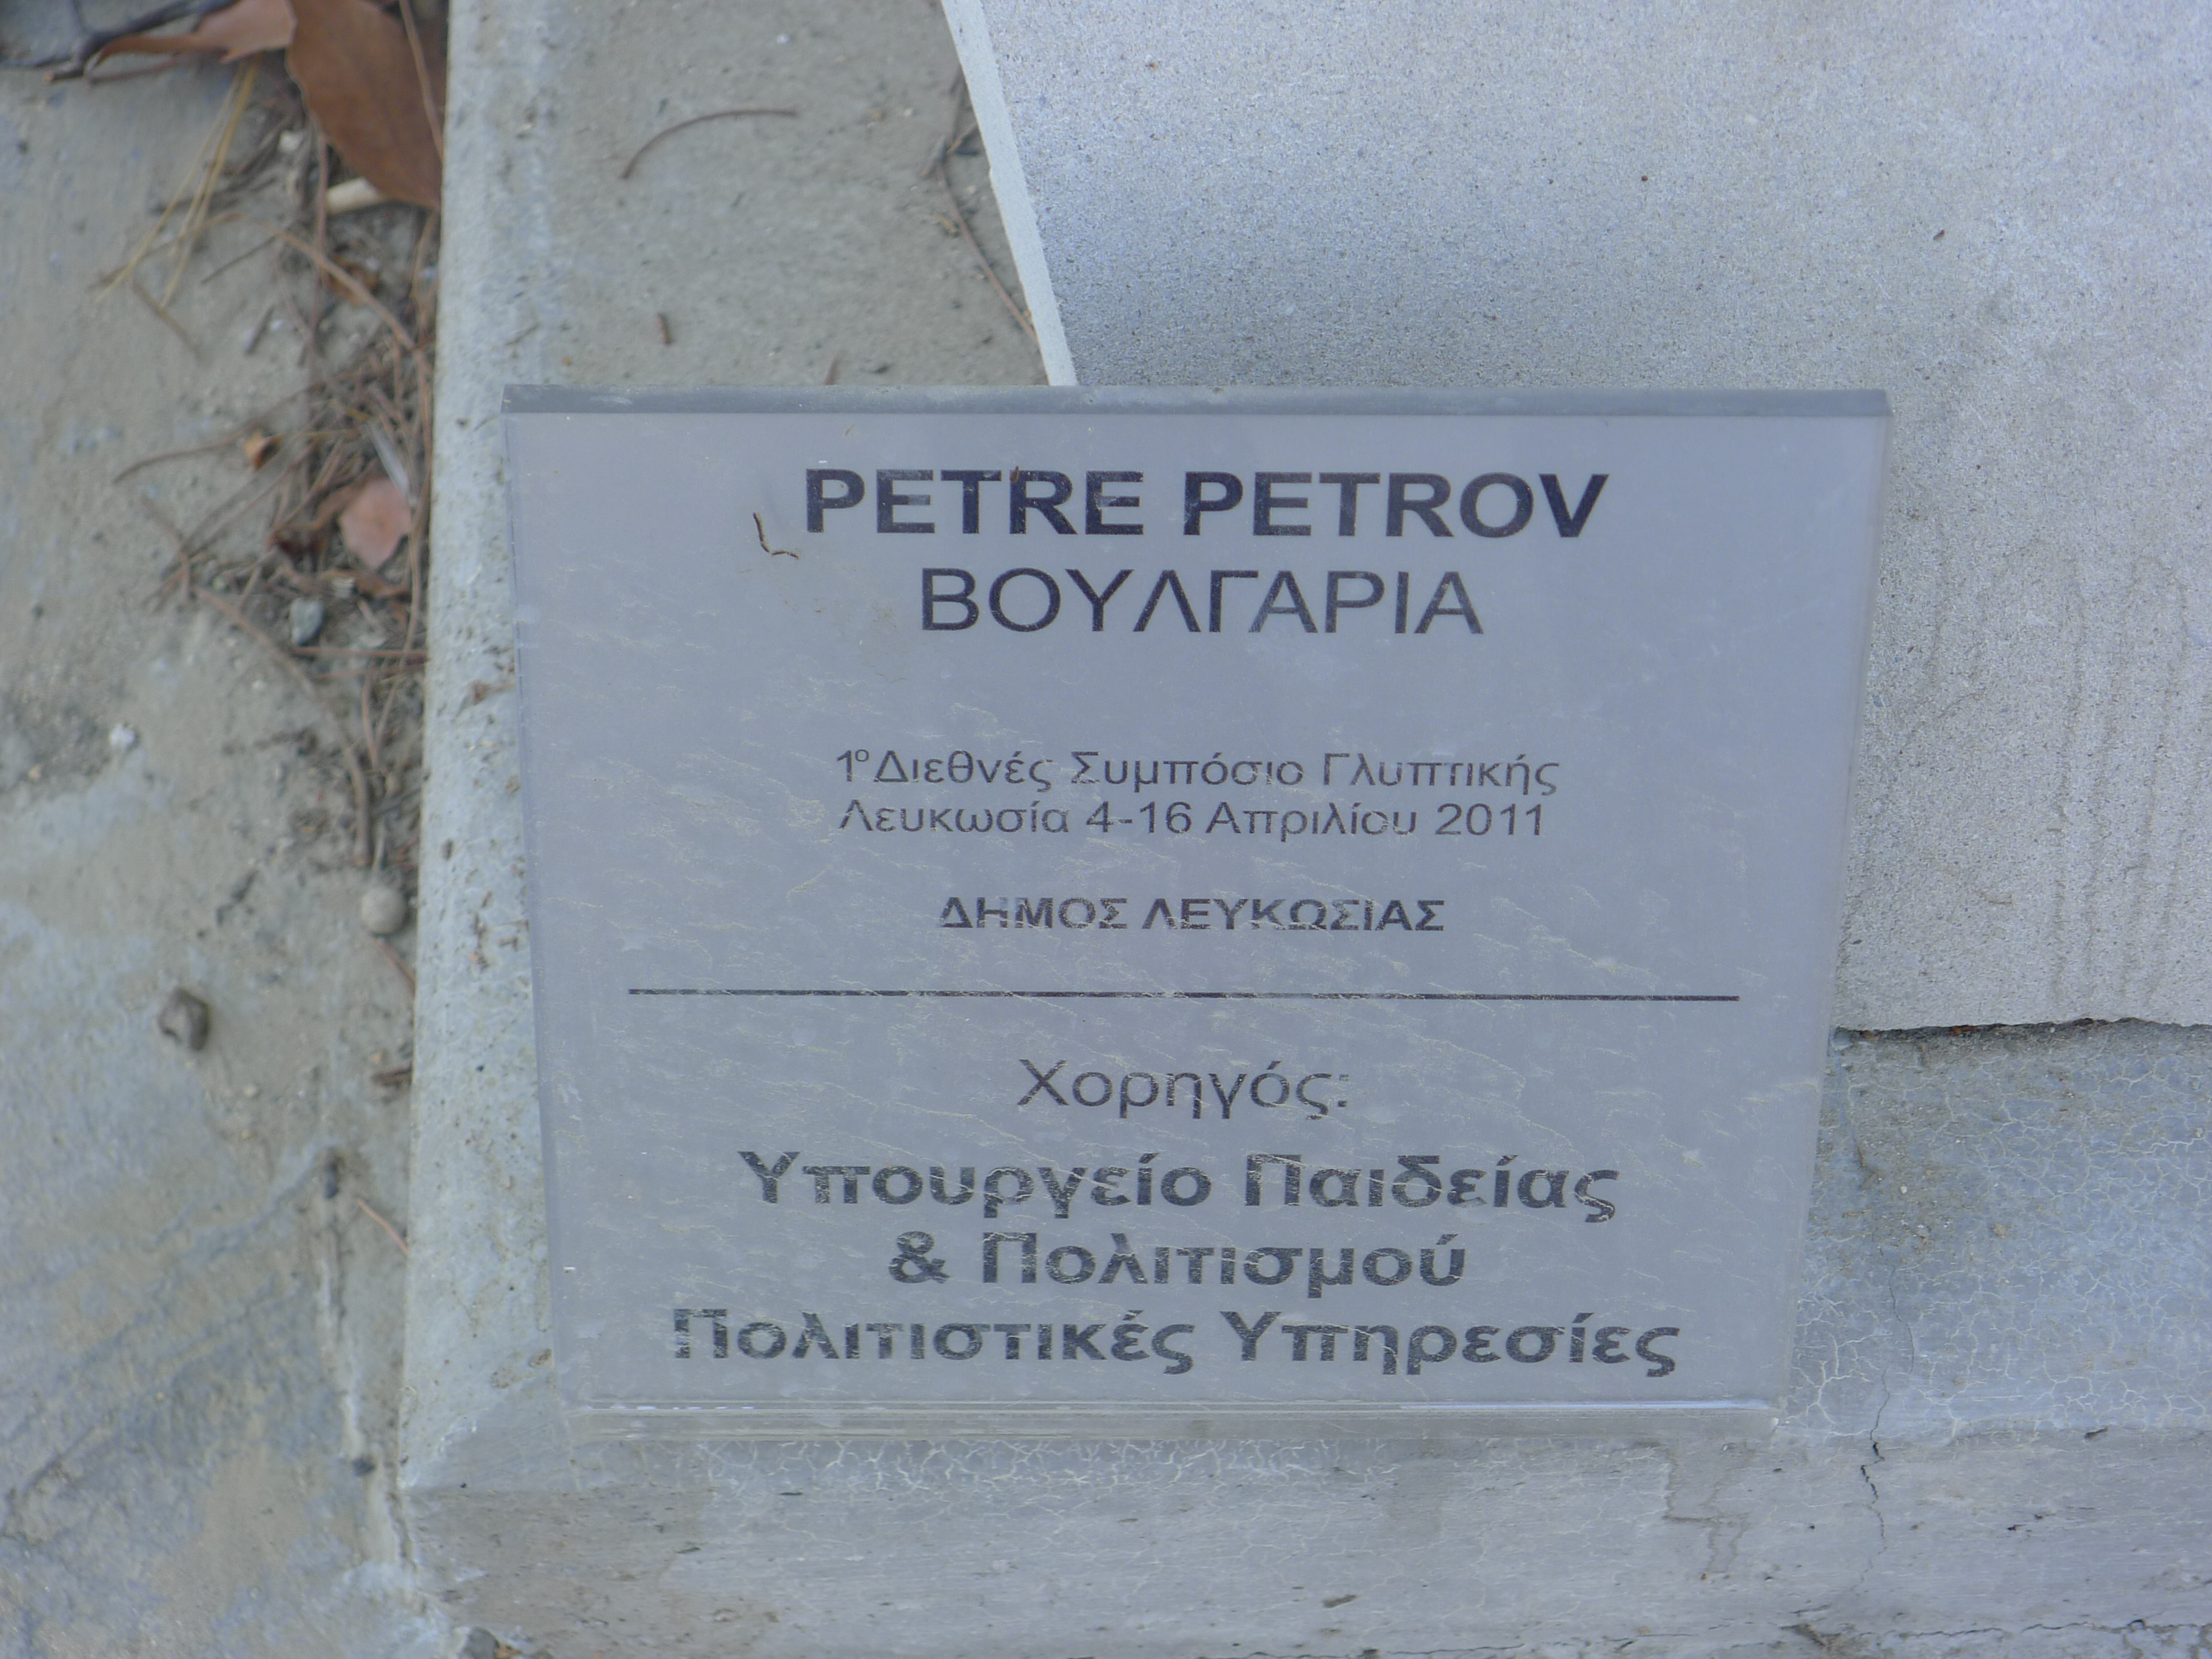 PETRE PETROV
ΒΟΥΛΓΑΡΙΑ
1º Διεθνές Συμπόσιο Γλυπτικής
Λευκωσία 4-16 Απριλίου 2011
ΔΗΜΟΣ ΛΕΥΚΩΣΙΑΣ
Χορηγός:
Υπουργείο Παιδείας
& Πολιτισμού
Πολιτιστικές Υπηρεσίες